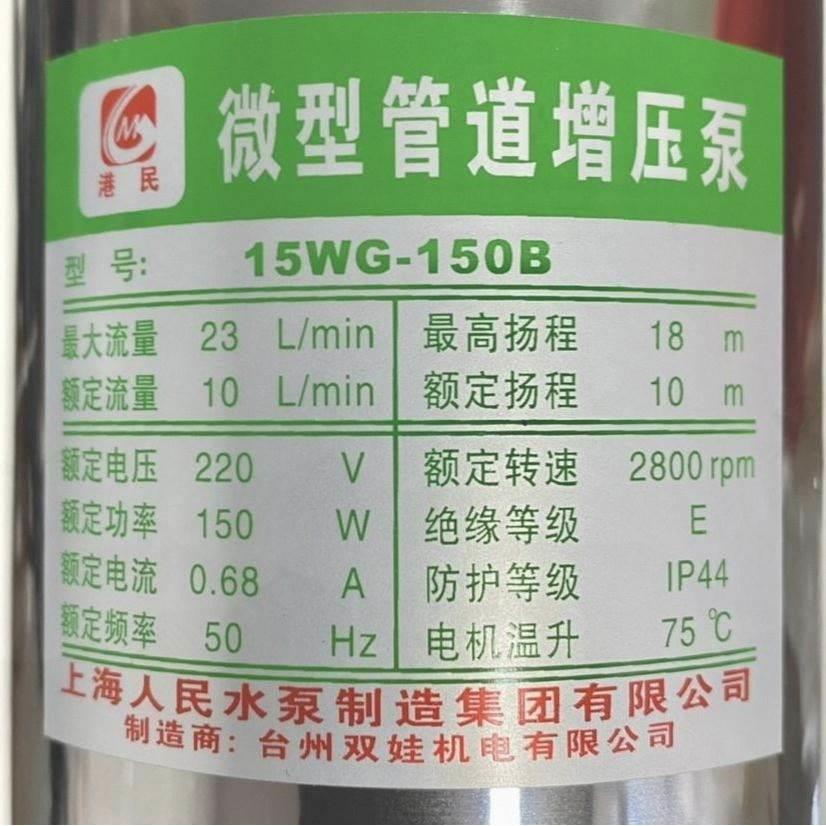 港民
微型管道增压泵
型号: 15WG-150B
最大流量 23 L/min 最高扬程 18 m
额定流量 10 L/min 额定扬程 10 m
额定电压 220 V 额定转速 2800 rpm
额定功率 150 W 绝缘等级 E
额定电流 0.68 A 防护等级 IP44
额定频率 50 Hz 电机温升 75 ℃
上海人民水泵制造集团有限公司
制造商: 台州双娃机电有限公司